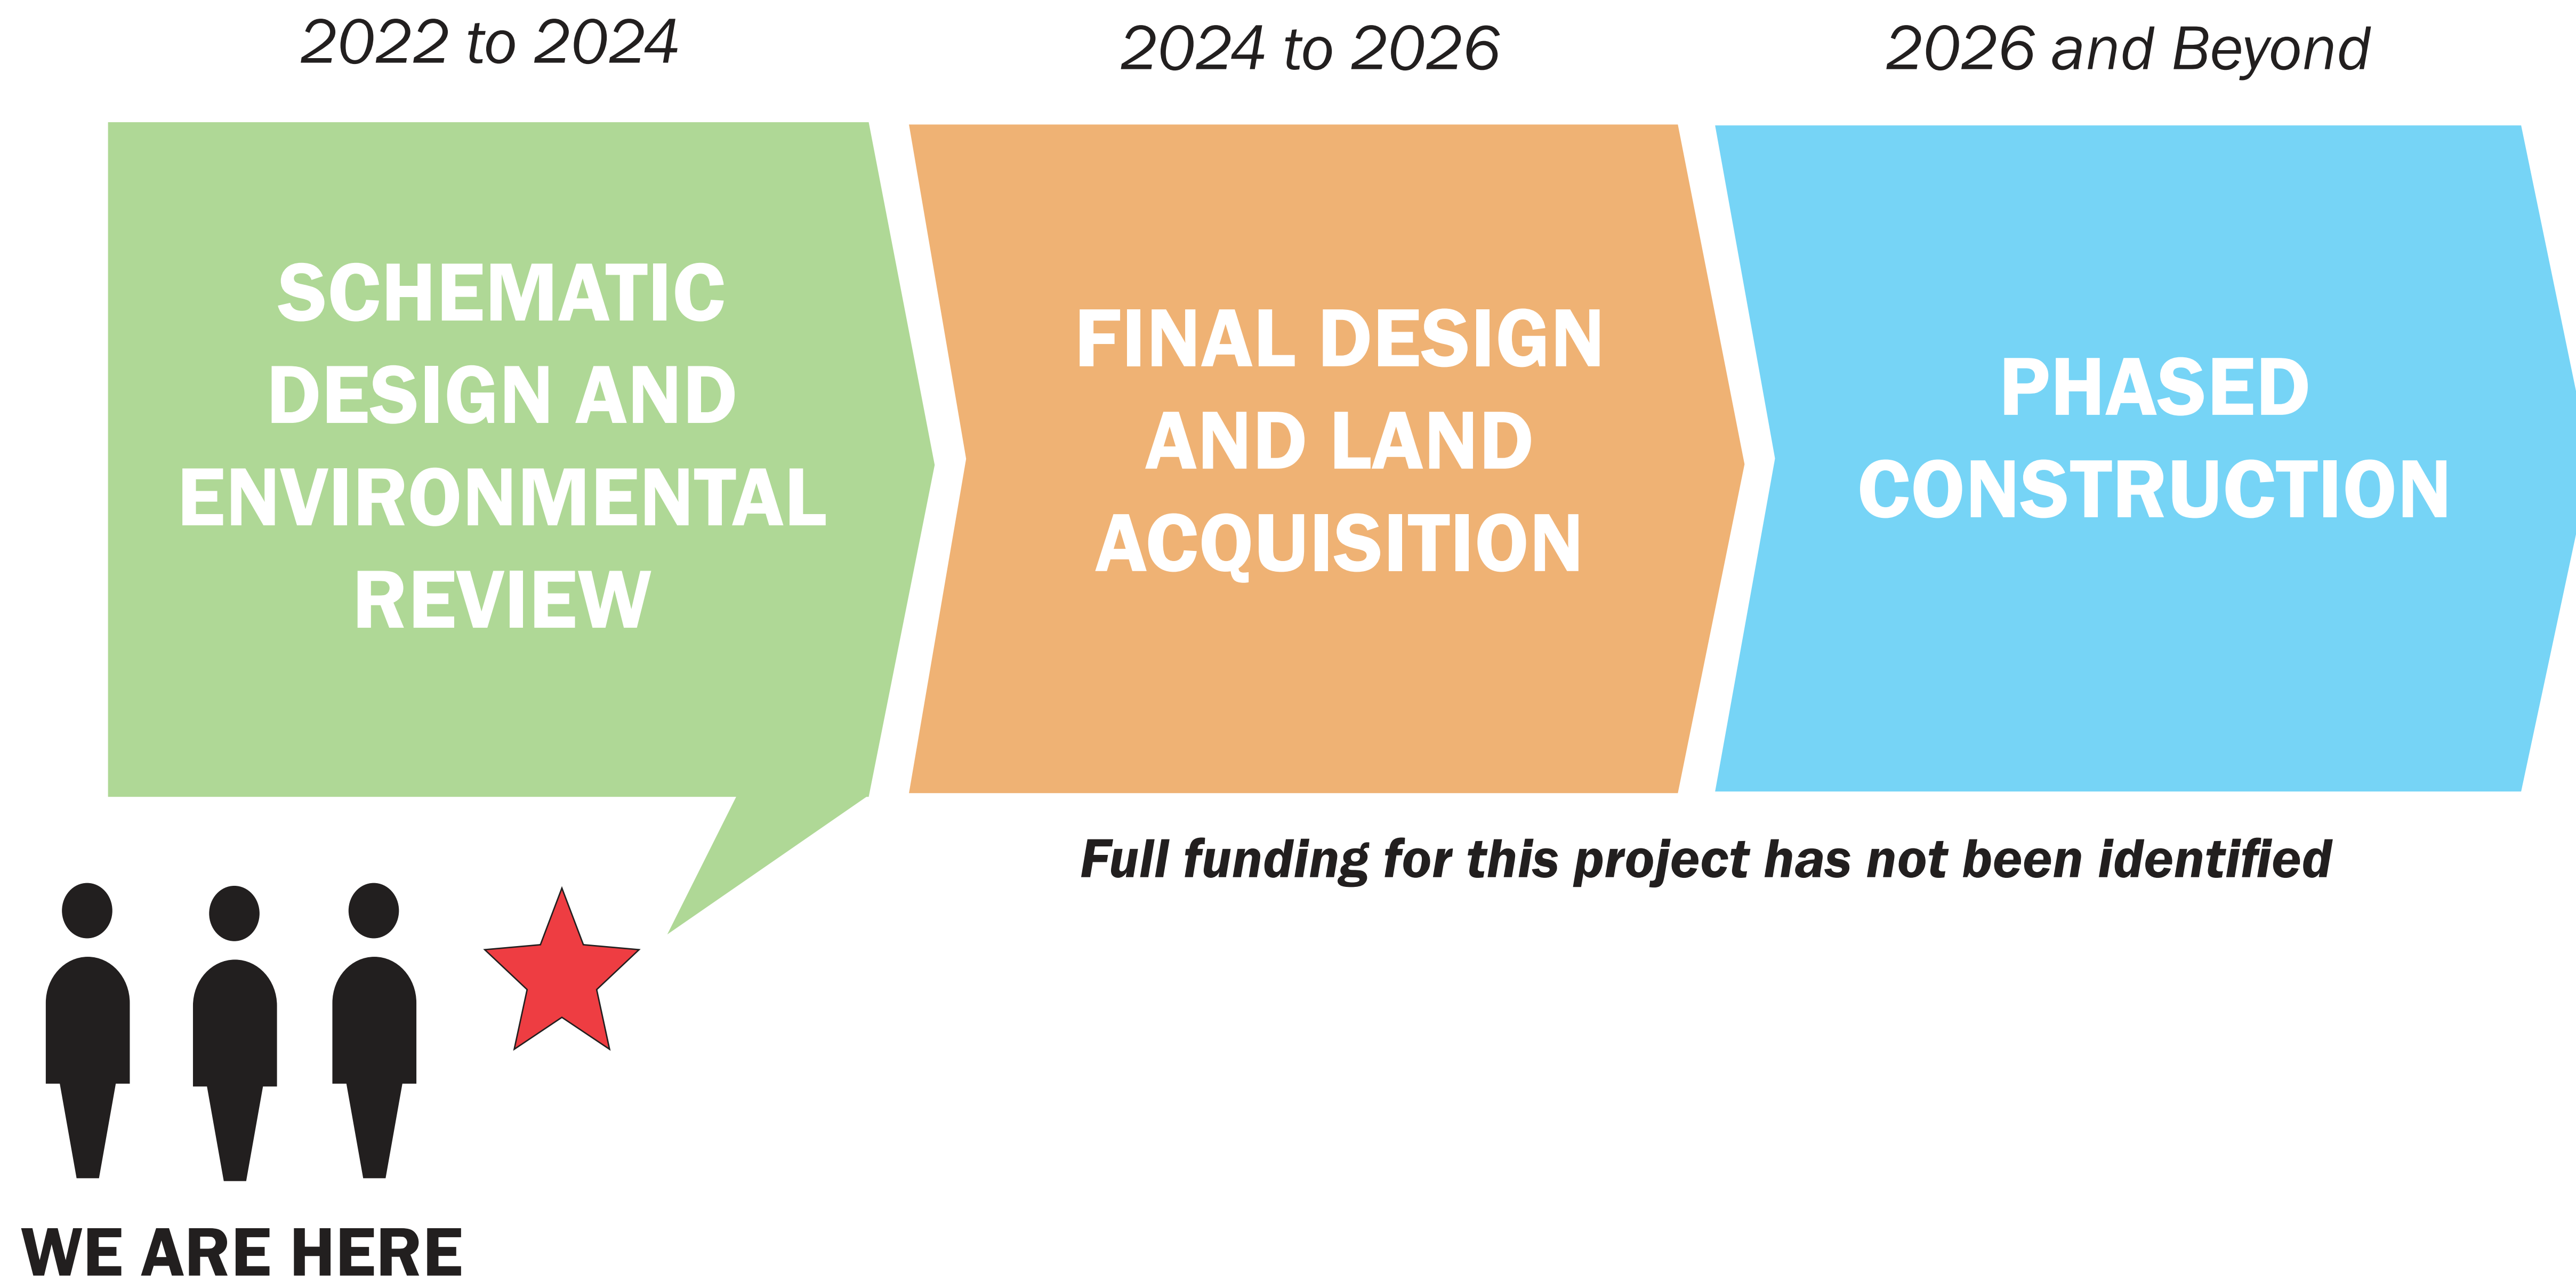 2022 to 2024
2024 to 2026
2026 and Beyond
SCHEMATIC
DESIGN AND
ENVIRONMENTAL
REVIEW
FINAL DESIGN
AND LAND
ACQUISITION
PHASED
CONSTRUCTION
Full funding for this project has not been identified
WE ARE HERE